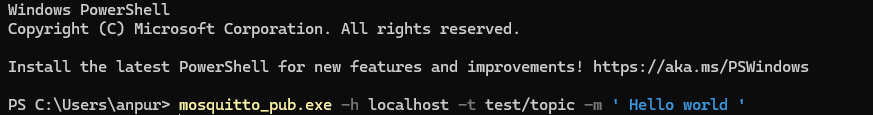 Windows PowerShell
Copyright (C) Microsoft Corporation. All rights reserved.
Install the latest PowerShell for new features and improvements! https://aka.ms/PSWindows
PS C:\Users\anpur> mosquitto_pub.exe -h localhost -t test/topic -m ' Hello world '